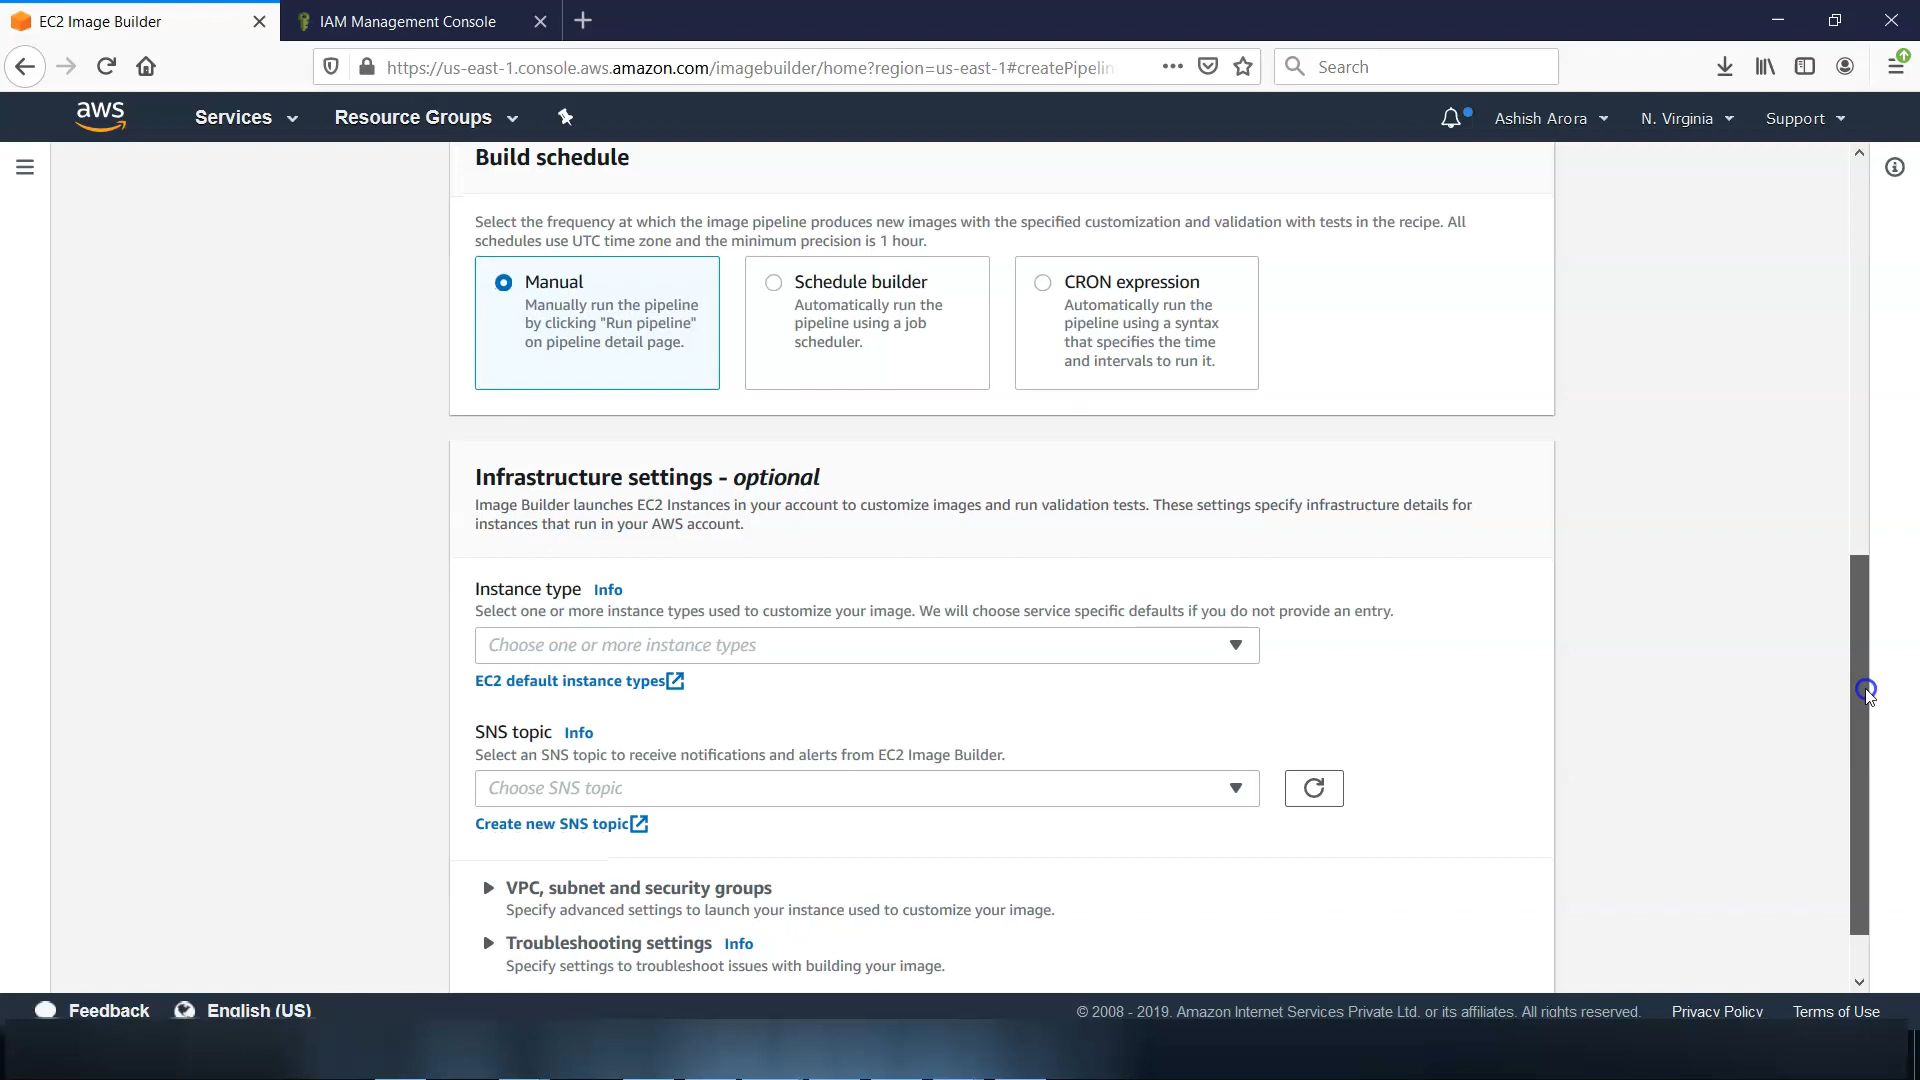 EC2 Image Builder
IAM Management Console
https://us-east-1.console.aws.amazon.com/imagebuilder/home?region=us-east-1#createPipelin
Search
aws
Services
Resource Groups
Ashish Arora
N. Virginia
Support
Build schedule
Select the frequency at which the image pipeline produces new images with the specified customization and validation with tests in the recipe. All
schedules use UTC time zone and the minimum precision is 1 hour.
Manual
Manually run the pipeline
by clicking "Run pipeline"
on pipeline detail page.
Schedule builder
Automatically run the
pipeline using a job
scheduler.
CRON expression
Automatically run the
pipeline using a syntax
that specifies the time
and intervals to run it.
Infrastructure settings - optional
Image Builder launches EC2 Instances in your account to customize images and run validation tests. These settings specify infrastructure details for
instances that run in your AWS account.
Instance type Info
Select one or more instance types used to customize your image. We will choose service specific defaults if you do not provide an entry.
Choose one or more instance types
EC2 default instance types
SNS topic Info
Select an SNS topic to receive notifications and alerts from EC2 Image Builder.
Choose SNS topic
Create new SNS topic
VPC, subnet and security groups
Specify advanced settings to launch your instance used to customize your image.
Troubleshooting settings Info
Specify settings to troubleshoot issues with building your image.
Feedback
English (US)
© 2008 - 2019, Amazon Internet Services Private Ltd. or its affiliates. All rights reserved.
Privacy Policy
Terms of Use